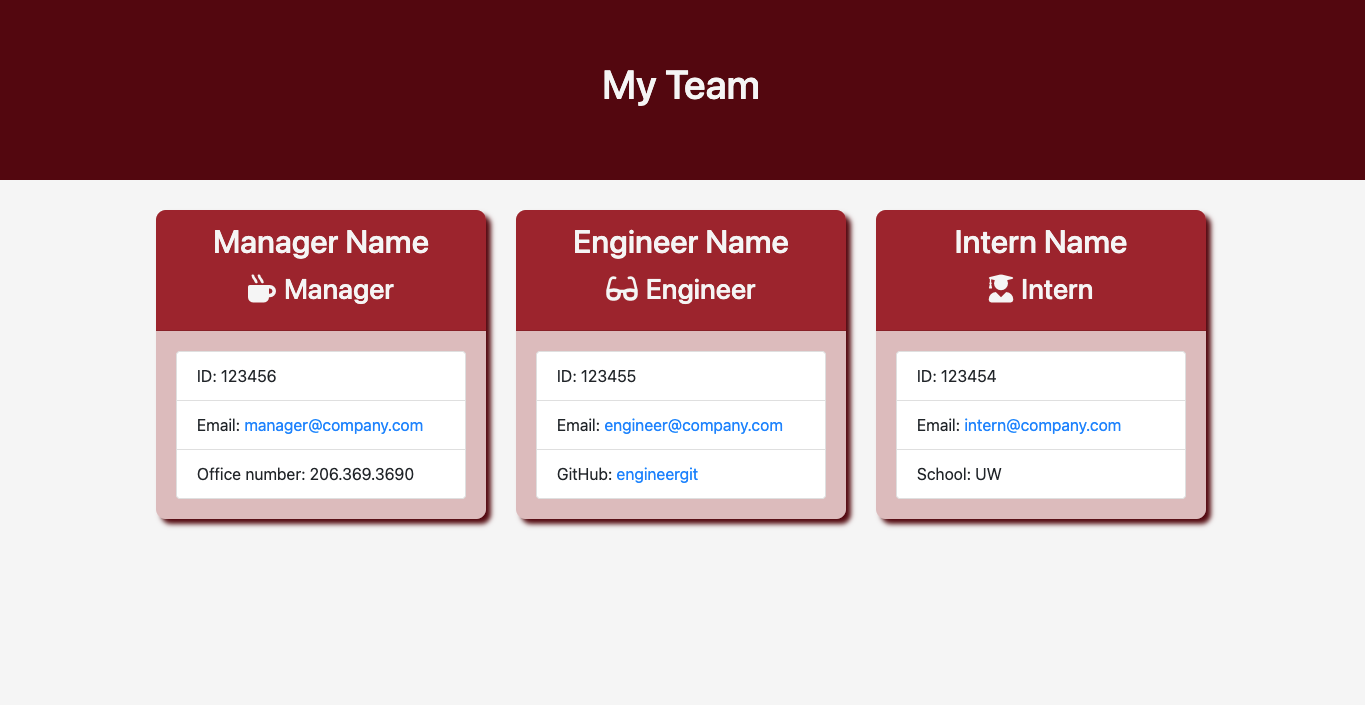 My Team
Manager Name
Manager
ID: 123456
Email: manager@company.com
Office number: 206.369.3690
Engineer Name
Engineer
ID: 123455
Email: engineer@company.com
GitHub: engineergit
Intern Name
Intern
ID: 123454
Email: intern@company.com
School: UW